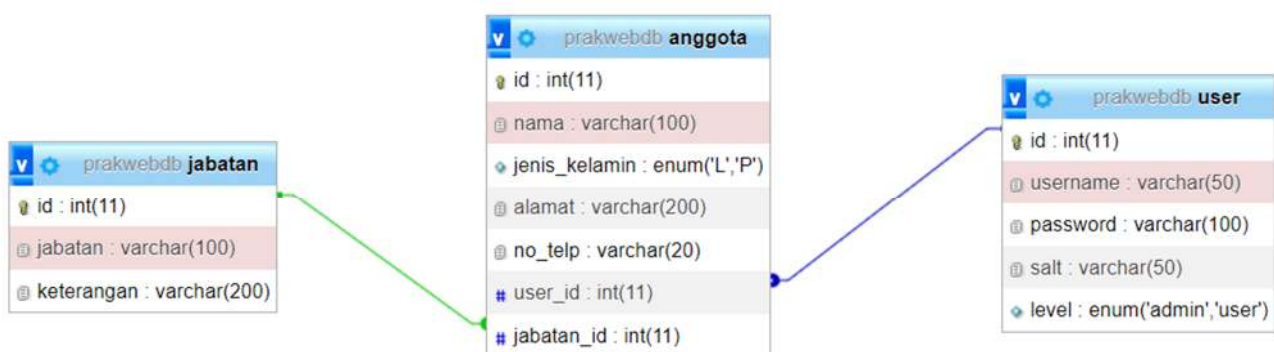 prakwebdb jabatan
id : int(11)
jabatan : varchar(100)
keterangan : varchar(200)
prakwebdb anggota
id : int(11)
nama : varchar(100)
jenis_kelamin : enum('L','P')
alamat : varchar(200)
no_telp : varchar(20)
# user_id : int(11)
# jabatan_id : int(11)
prakwebdb user
id : int(11)
username : varchar(50)
password : varchar(100)
salt : varchar(50)
level : enum('admin','user')